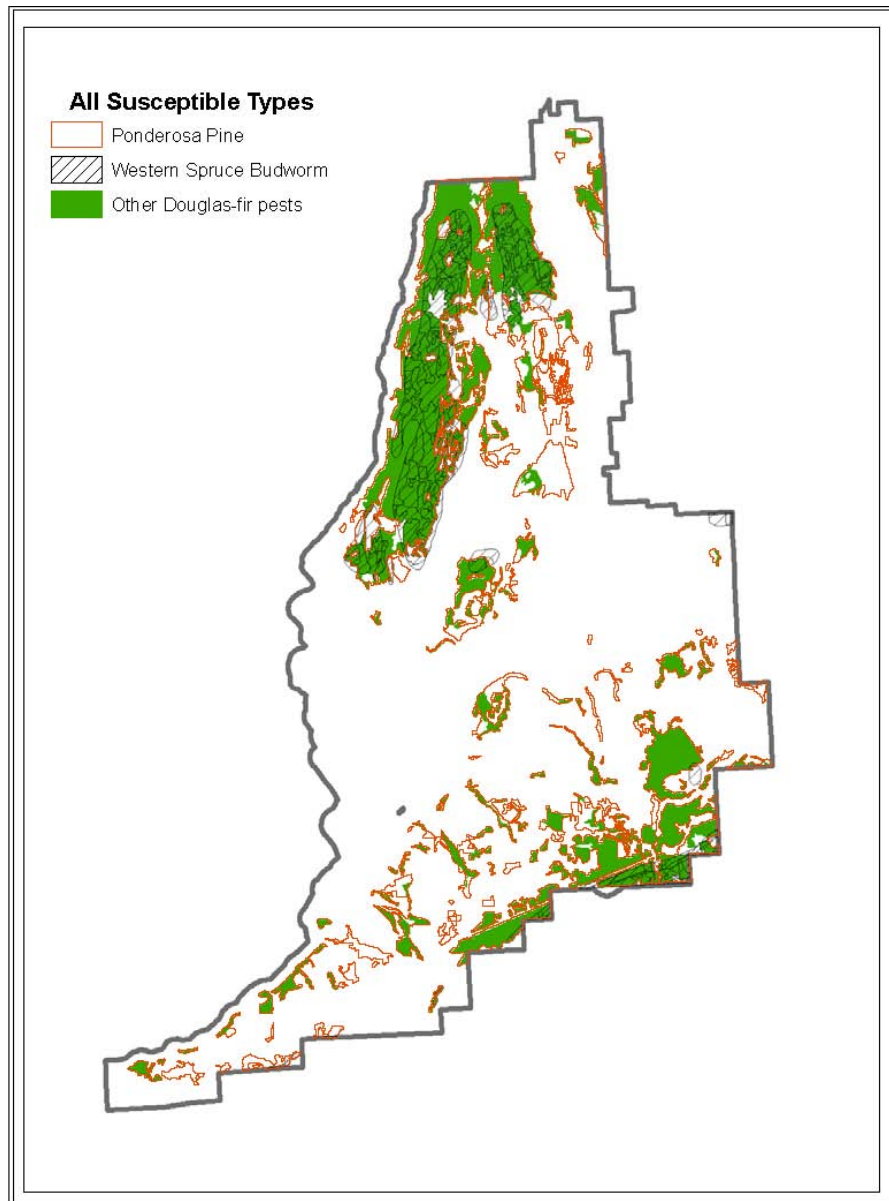 All Susceptible Types
Ponderosa Pine
Western Spruce Budworm
Other Douglas-fir pests